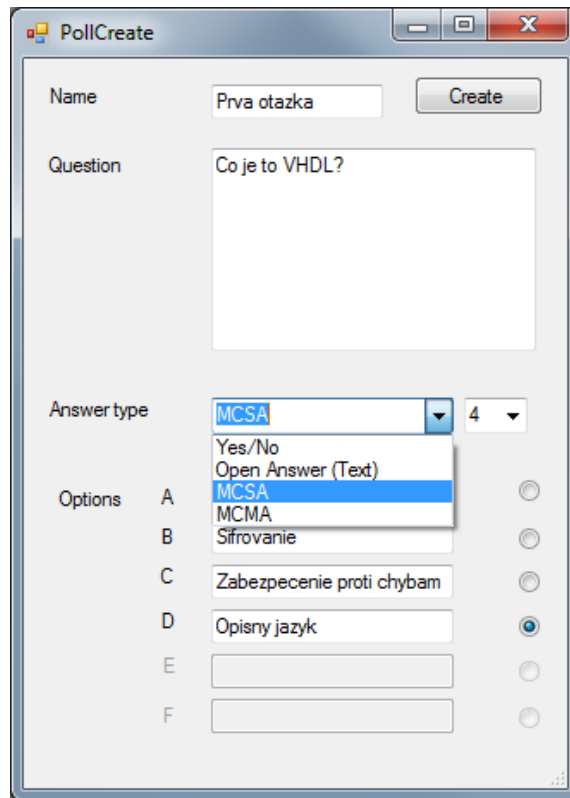 PollCreate
Name Prva otazka Create
Question Co je to VHDL?
Answer type MCSA 4
Yes/No
Open Answer (Text)
Options A MCSA
MCMA
B Sifrovanie
C Zabezpecenie proti chybam
D Opisny jazyk
E
F